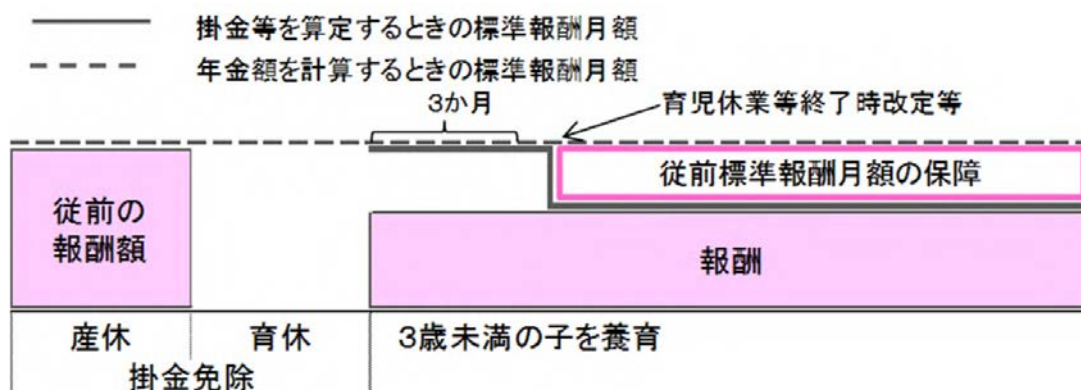 掛金等を算定するときの標準報酬月額
年金額を計算するときの標準報酬月額
3か月
育児休業等終了時改定等
従前標準報酬月額の保障
従前の
報酬額
報酬
産休
育休
3歳未満の子を養育
掛金免除